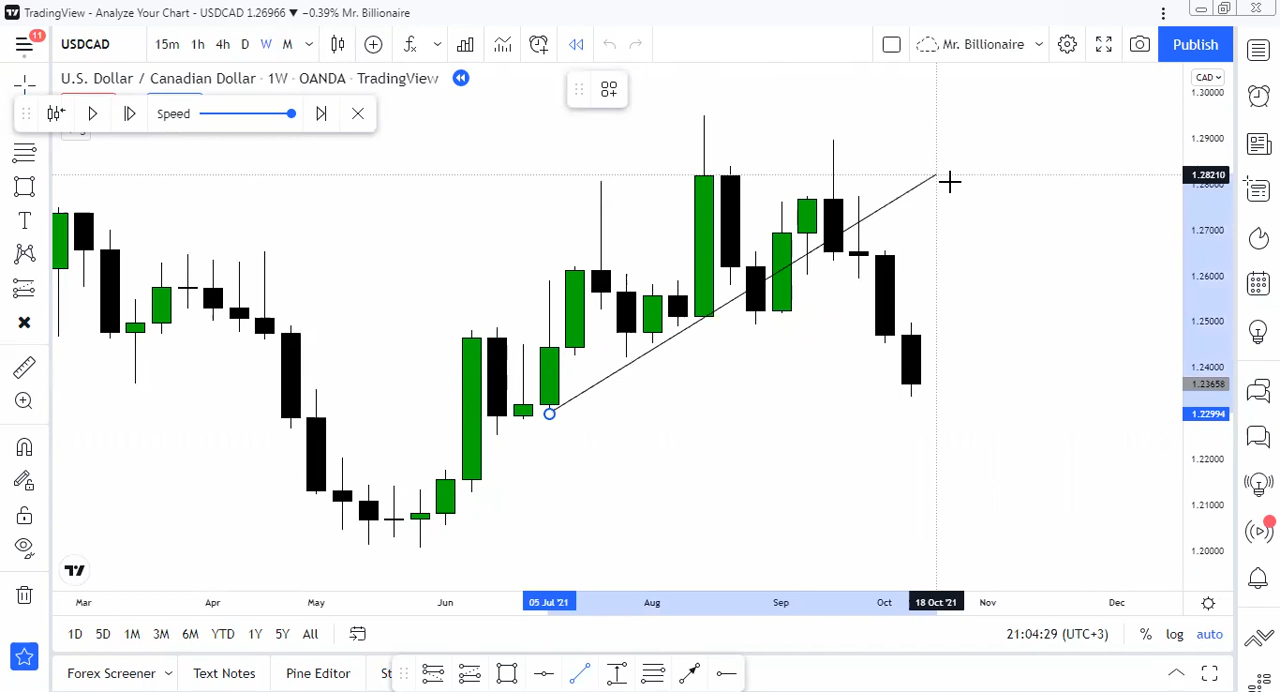 TradingView - Analyze Your Chart - USDCAD 1.26966 ▼ −0.39% Mr. Billionaire
11
USDCAD 15m 1h 4h D W M Mr. Billionaire Publish
U.S. Dollar / Canadian Dollar · 1W · OANDA · TradingView
CAD
Speed
1.30000
1.29000
1.28210
1.28000
1.27000
1.26000
1.25000
1.24000
1.23658
1.22994
1.22000
1.21000
1.20000
Mar Apr May Jun 05 Jul '21 Aug Sep Oct 18 Oct '21 Nov Dec
1D 5D 1M 3M 6M YTD 1Y 5Y All 21:04:29 (UTC+3) % log auto
Forex Screener Text Notes Pine Editor St